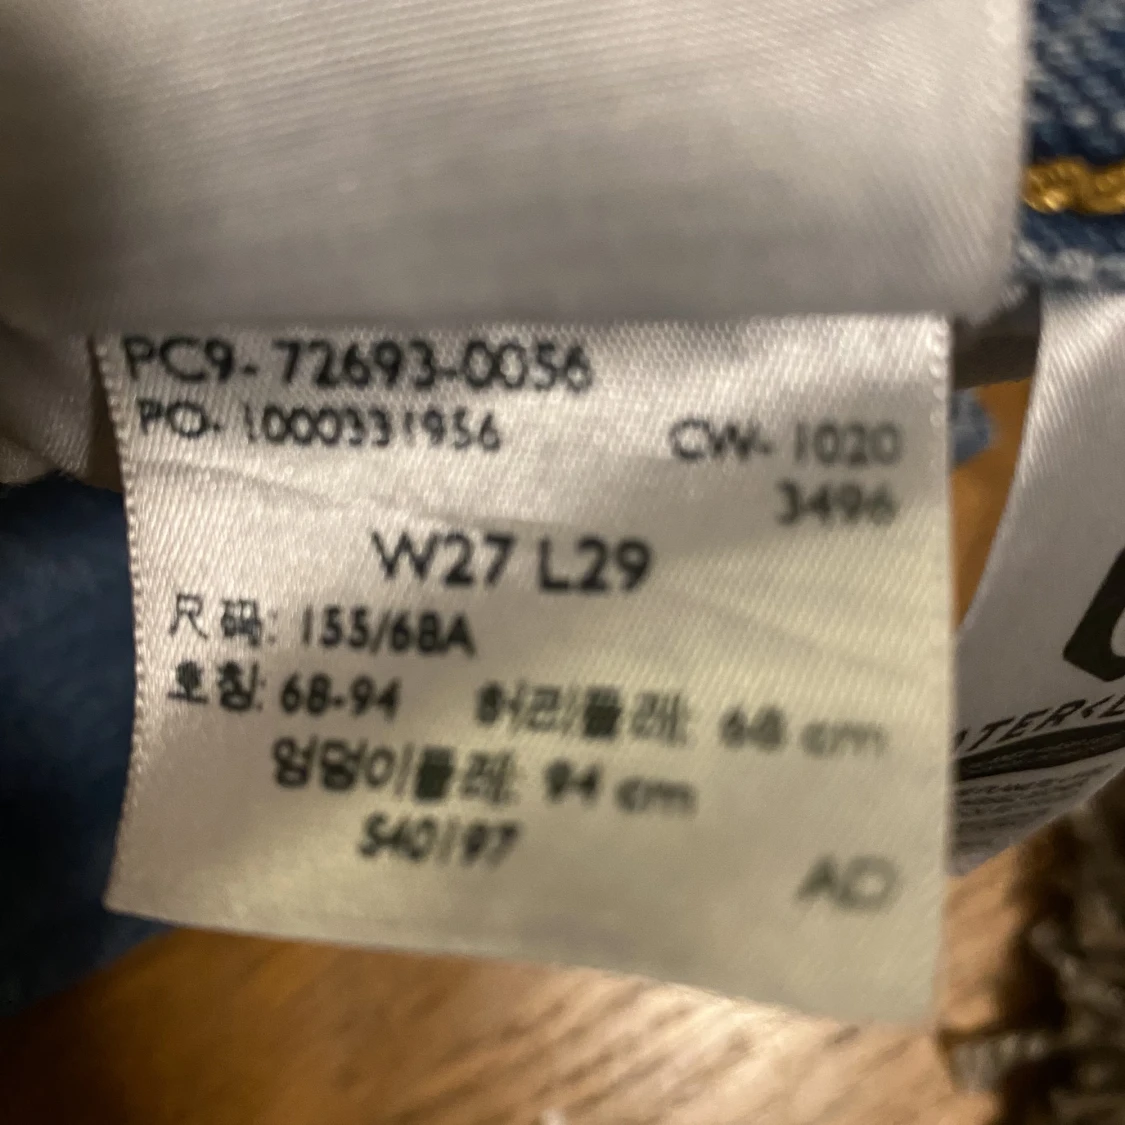 PC9- 72693-0056
PO- 1000331956
CW- 1020
3496
W27 L29
尺码: 155/68A
호칭: 68-94 허리둘레: 68 cm
엉덩이둘레: 94 cm
S40197
AD